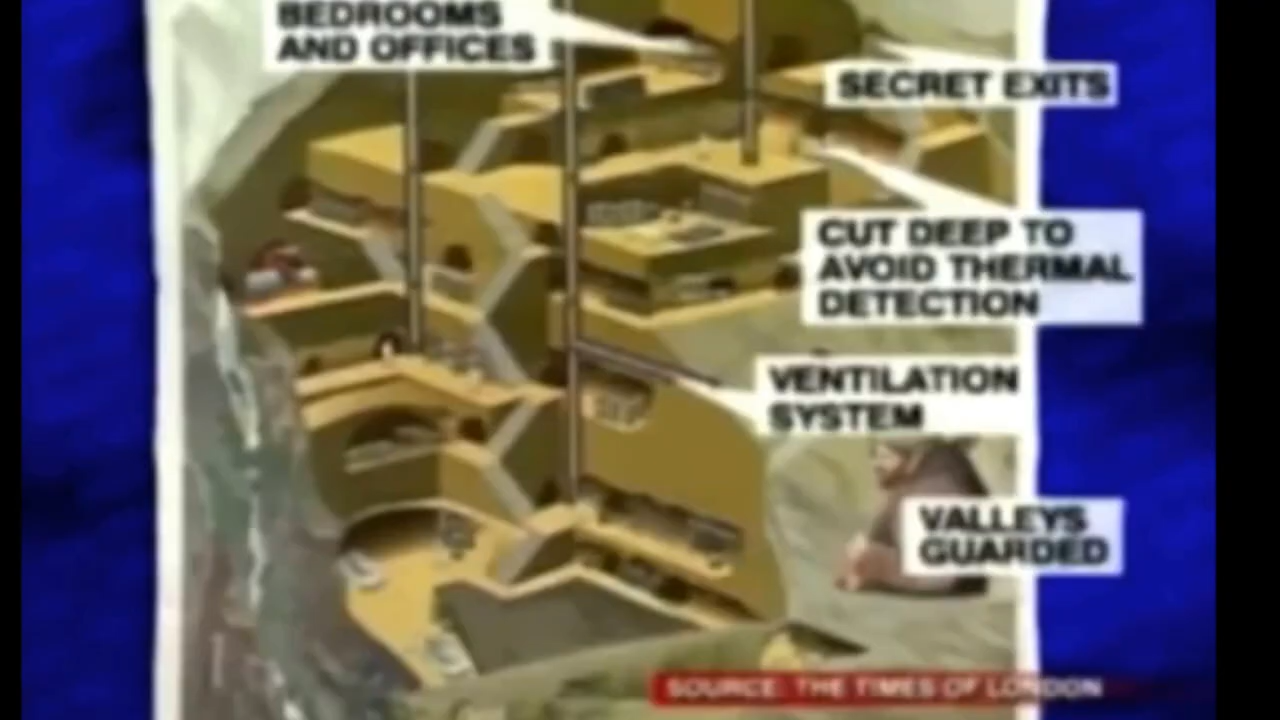 BEDROOMS
AND OFFICES
SECRET EXITS
CUT DEEP TO
AVOID THERMAL
DETECTION
VENTILATION
SYSTEM
VALLEYS
GUARDED
SOURCE: THE TIMES OF LONDON